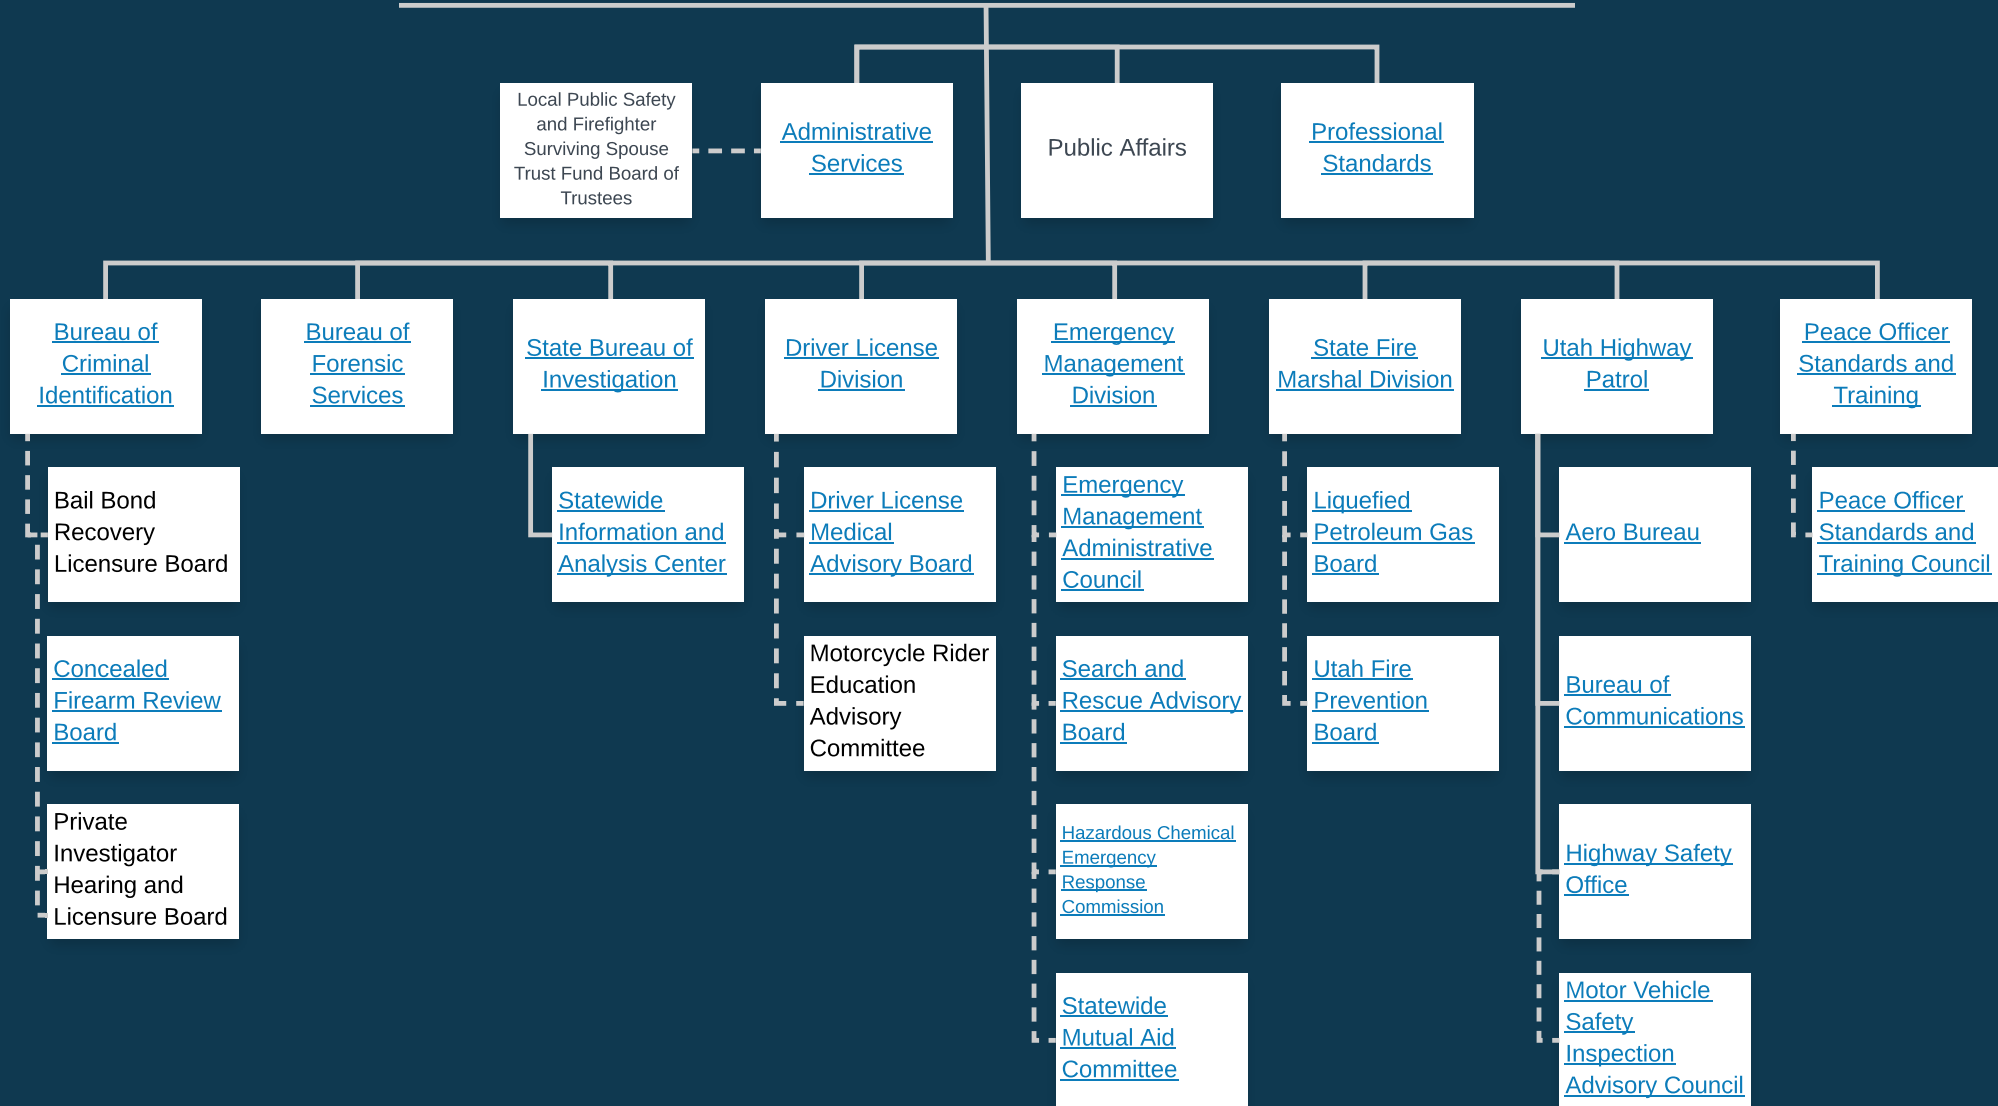 Local Public Safety
and Firefighter
Surviving Spouse
Trust Fund Board of
Trustees
Administrative
Services
Public Affairs
Professional
Standards
Bureau of
Criminal
Identification
Bureau of
Forensic
Services
State Bureau of
Investigation
Driver License
Division
Emergency
Management
Division
State Fire
Marshal Division
Utah Highway
Patrol
Peace Officer
Standards and
Training
Bail Bond
Recovery
Licensure Board
Statewide
Information and
Analysis Center
Driver License
Medical
Advisory Board
Emergency
Management
Administrative
Council
Liquefied
Petroleum Gas
Board
Aero Bureau
Peace Officer
Standards and
Training Council
Concealed
Firearm Review
Board
Motorcycle Rider
Education
Advisory
Committee
Search and
Rescue Advisory
Board
Utah Fire
Prevention
Board
Bureau of
Communications
Private
Investigator
Hearing and
Licensure Board
Hazardous Chemical
Emergency
Response
Commission
Highway Safety
Office
Statewide
Mutual Aid
Committee
Motor Vehicle
Safety
Inspection
Advisory Council